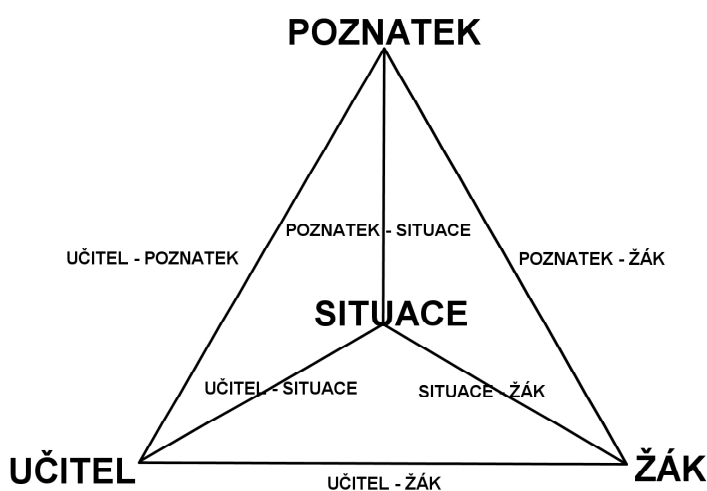 POZNATEK
POZNATEK - SITUACE
UČITEL - POZNATEK
POZNATEK - ŽÁK
SITUACE
UČITEL - SITUACE
SITUACE - ŽÁK
UČITEL
ŽÁK
UČITEL - ŽÁK